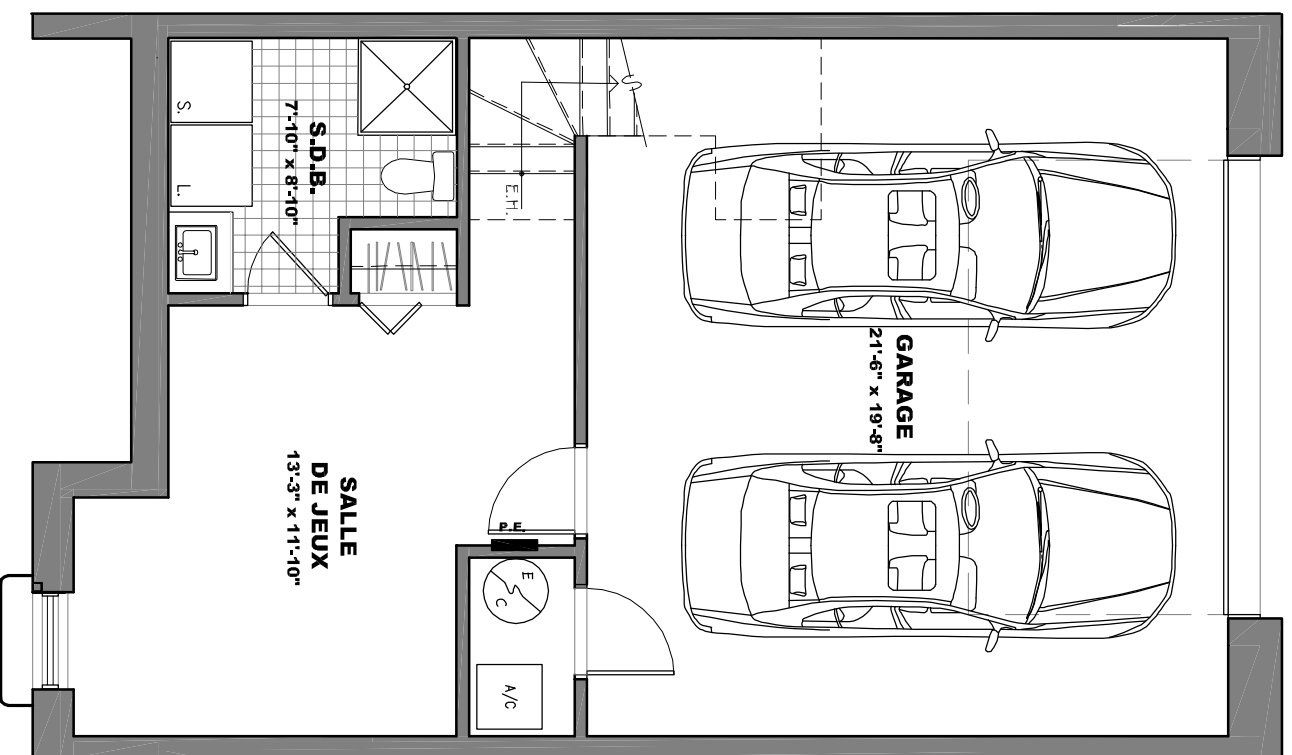 S.
L.
S.D.B.
7'-10" x 8'-10"
E.H.
GARAGE
21'-6" x 19'-8"
SALLE
DE JEUX
13'-3" x 11'-10"
P.E.
E
C
A/C